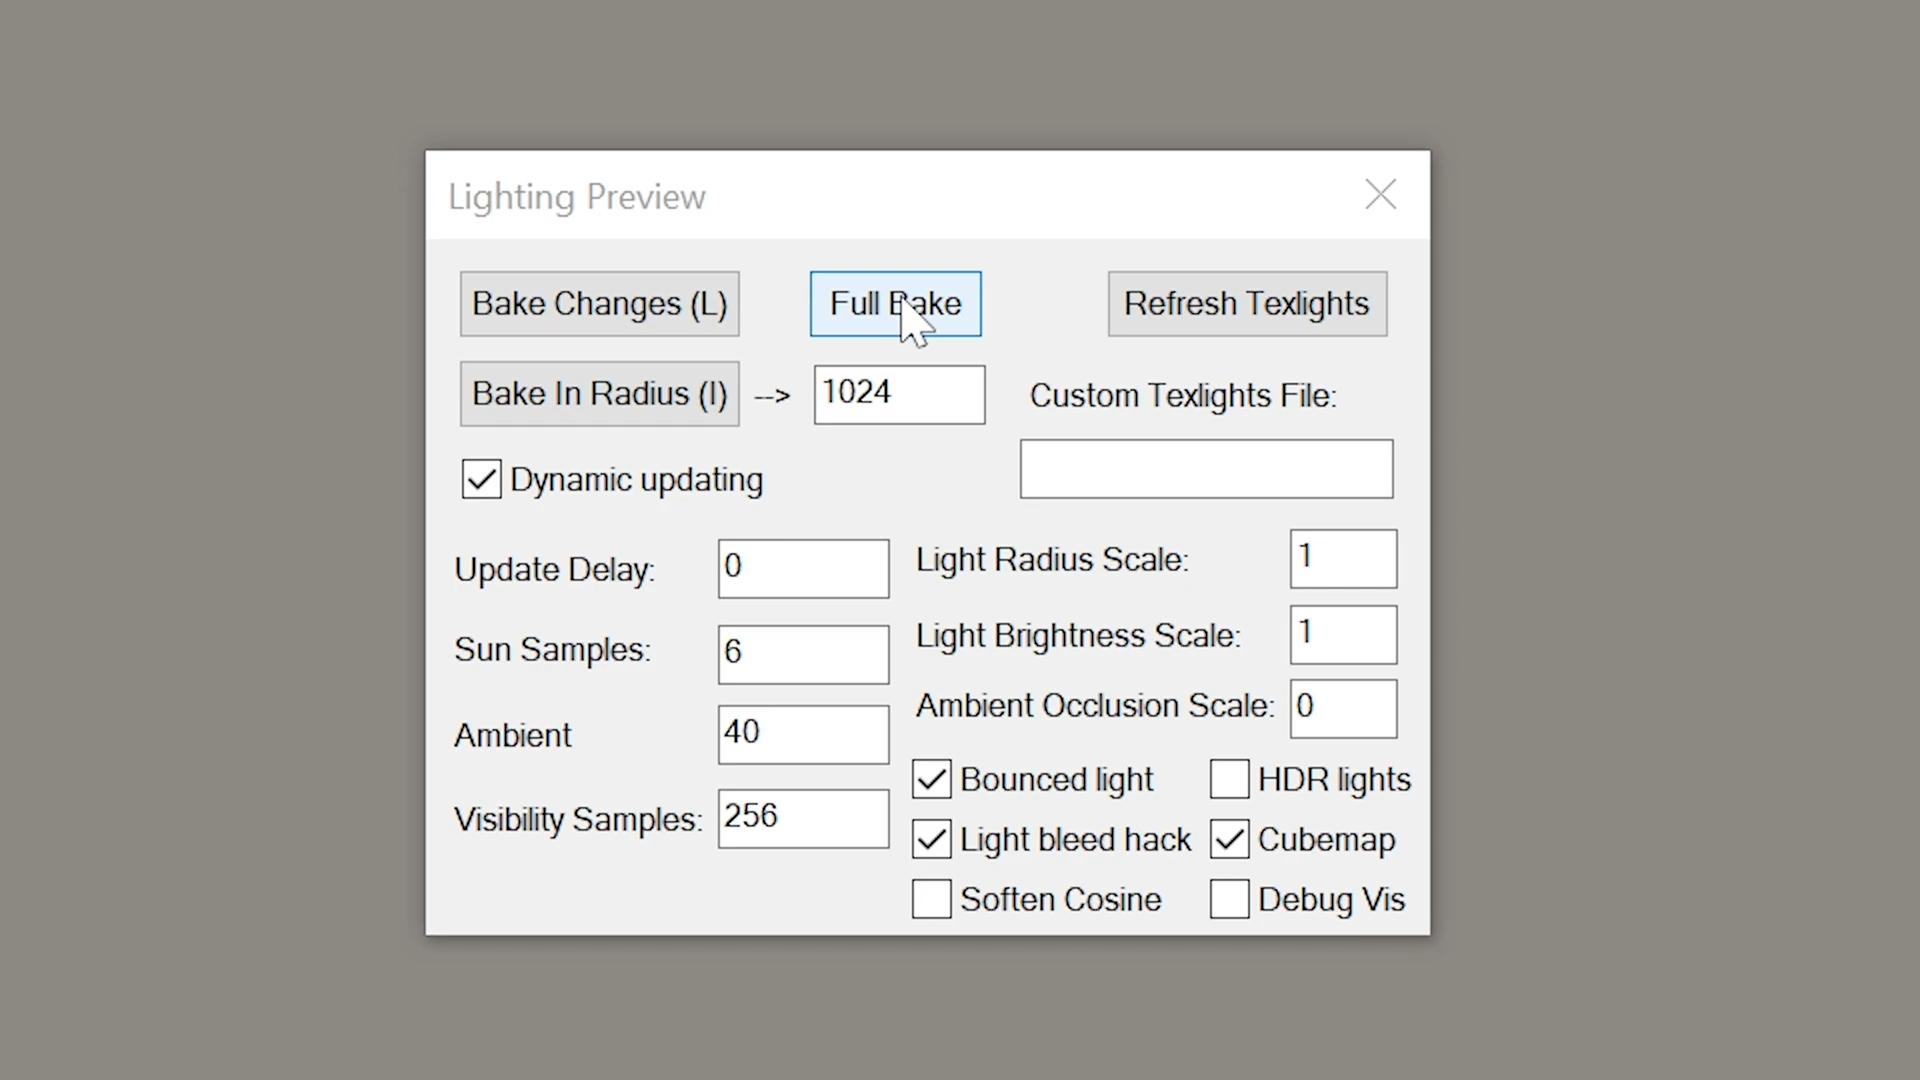 Lighting Preview
Bake Changes (L)
Full Bake
Refresh Texlights
Bake In Radius (I)
-->
1024
Custom Texlights File:
Dynamic updating
Update Delay:
0
Light Radius Scale:
1
Sun Samples:
6
Light Brightness Scale:
1
Ambient
40
Ambient Occlusion Scale:
0
Visibility Samples:
256
Bounced light
HDR lights
Light bleed hack
Cubemap
Soften Cosine
Debug Vis